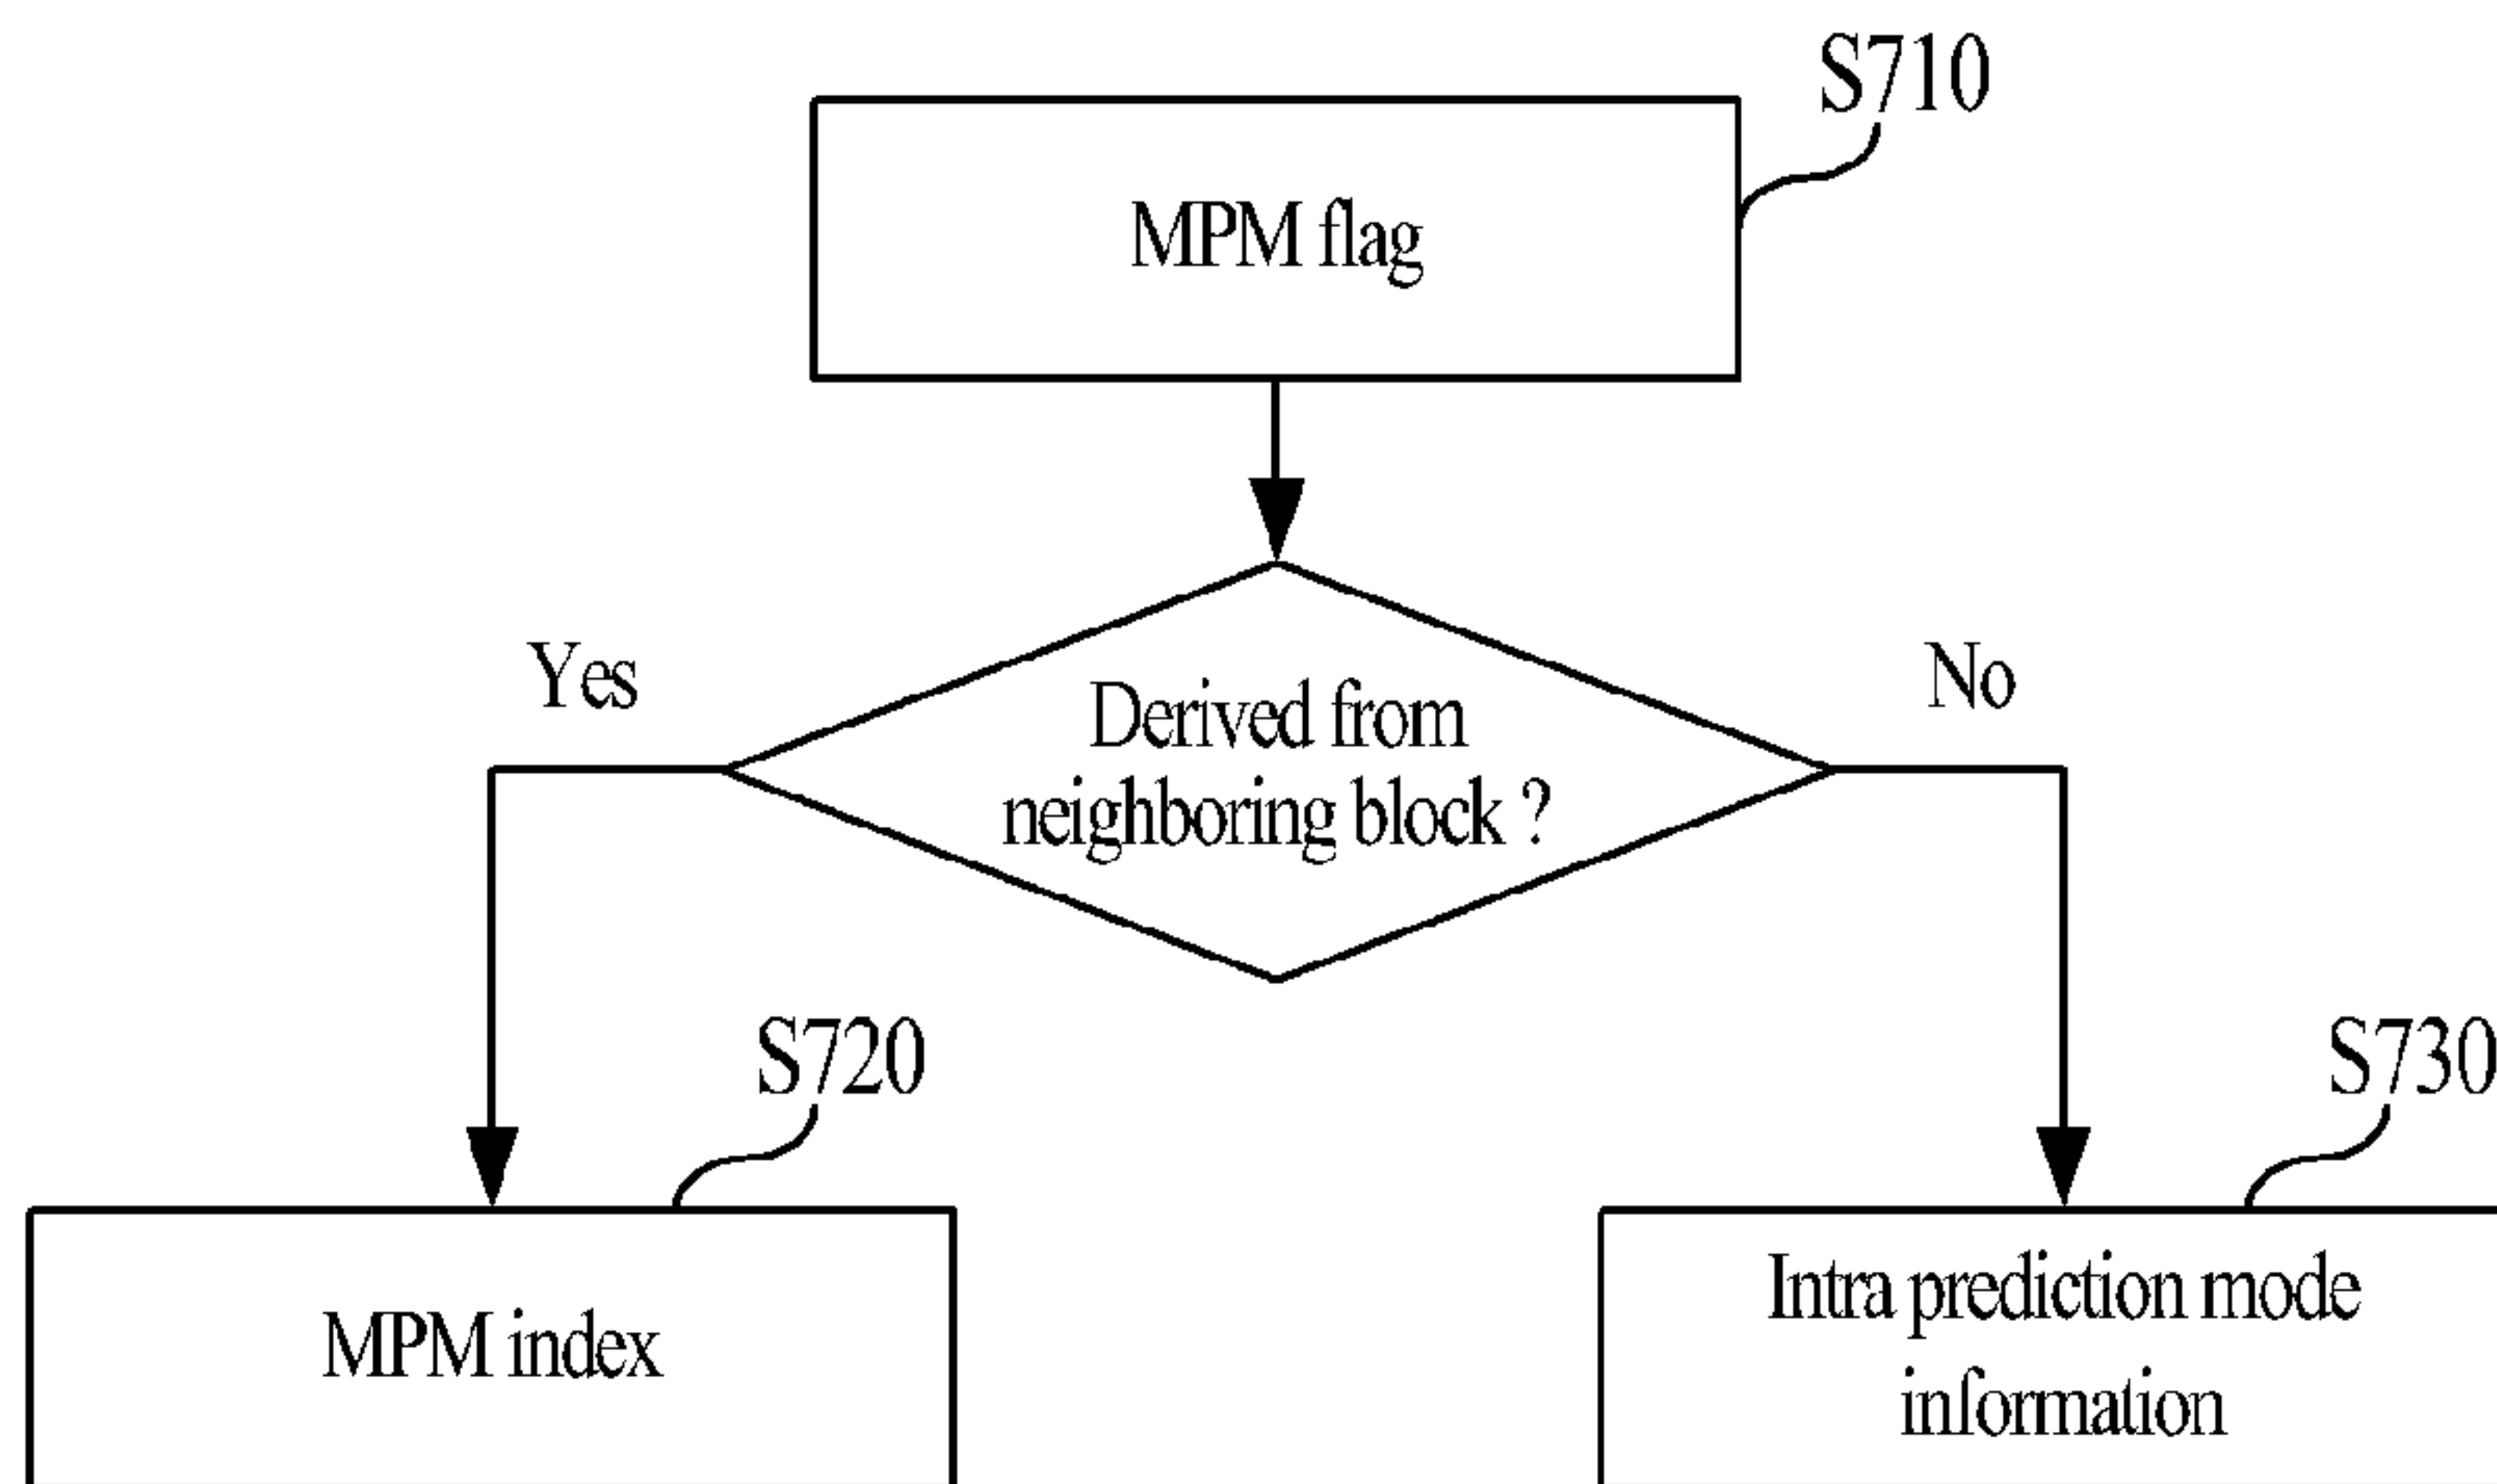 S710
MPM flag
Yes
No
Derived from
neighboring block ?
S720
S730
MPM index
Intra prediction mode
information